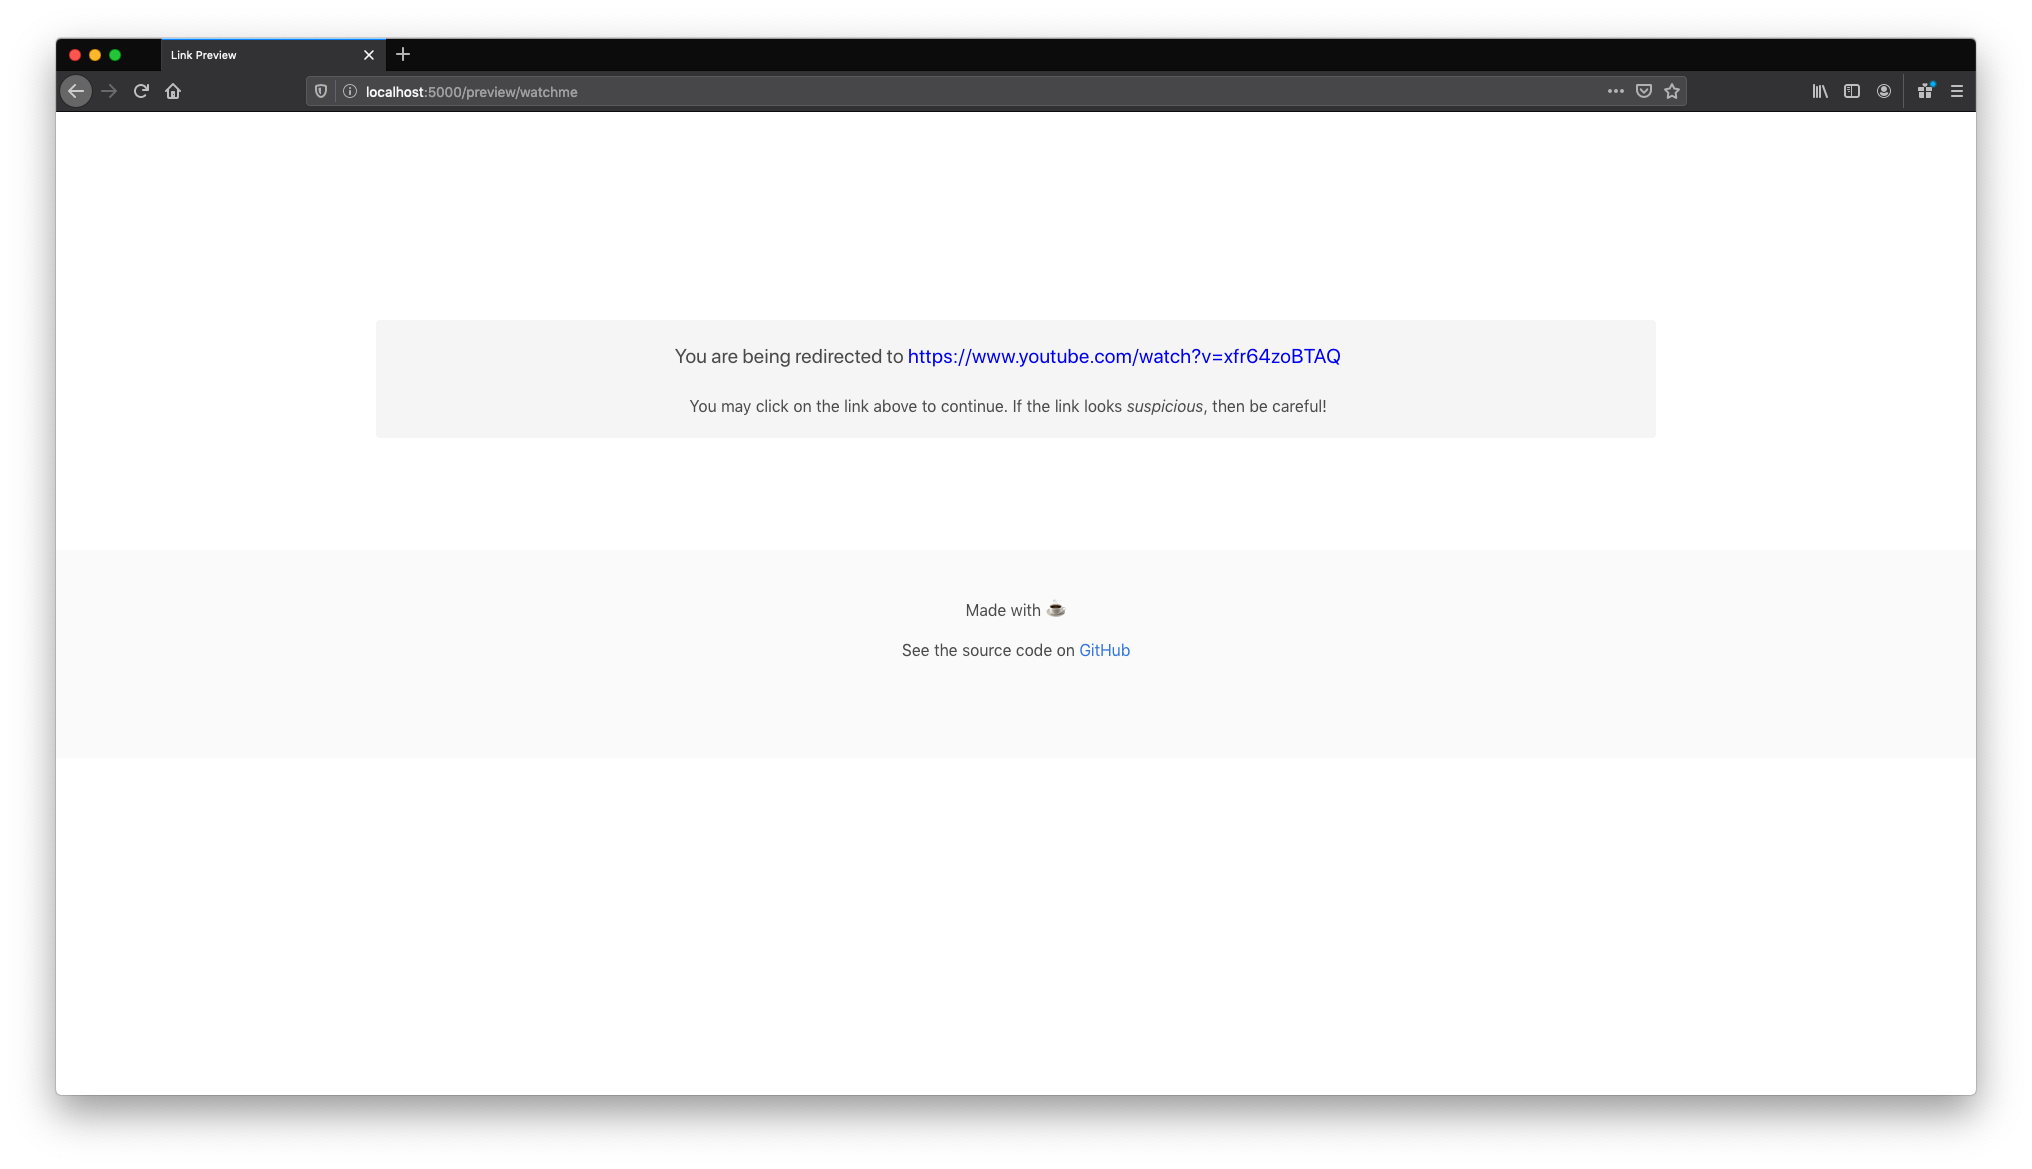 Link Preview
localhost:5000/preview/watchme
You are being redirected to https://www.youtube.com/watch?v=xfr64zoBTAQ
You may click on the link above to continue. If the link looks suspicious, then be careful!
Made with ☕
See the source code on GitHub